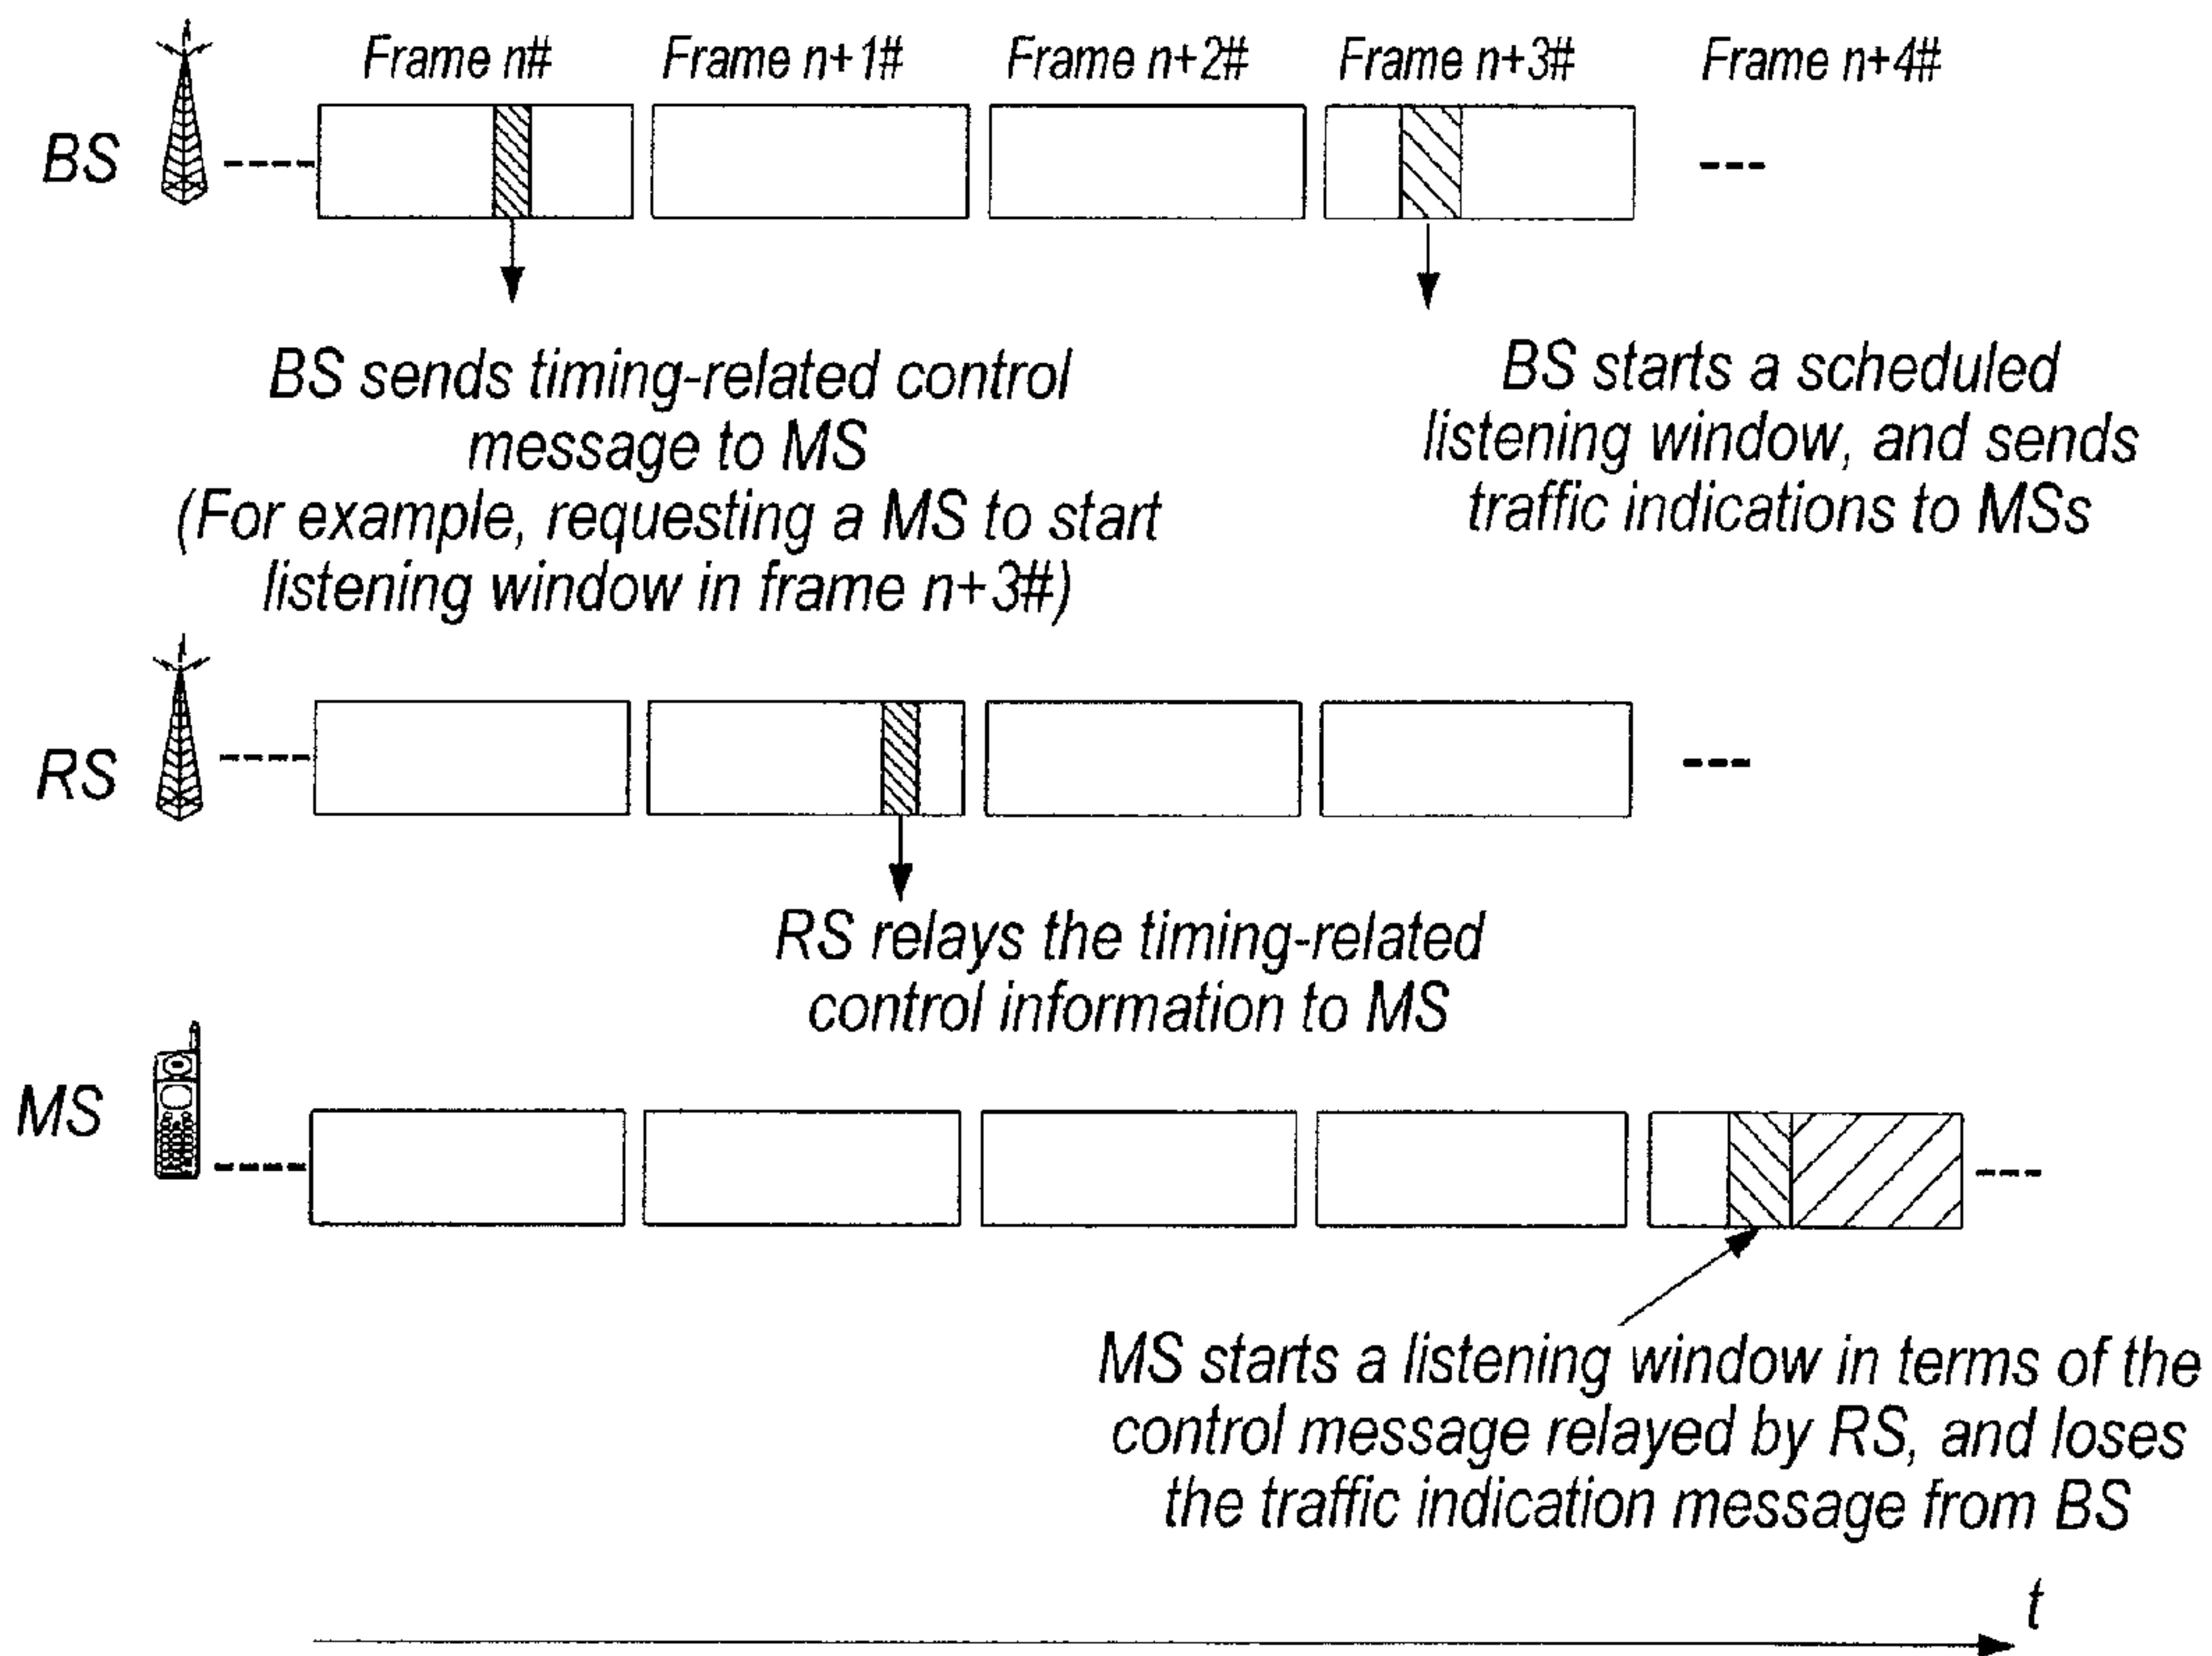 Frame n#
Frame n+1#
Frame n+2#
Frame n+3#
Frame n+4#
BS
BS sends timing-related control
message to MS
(For example, requesting a MS to start
listening window in frame n+3#)
BS starts a scheduled
listening window, and sends
traffic indications to MSs
RS
RS relays the timing-related
control information to MS
MS
MS starts a listening window in terms of the
control message relayed by RS, and loses
the traffic indication message from BS
t